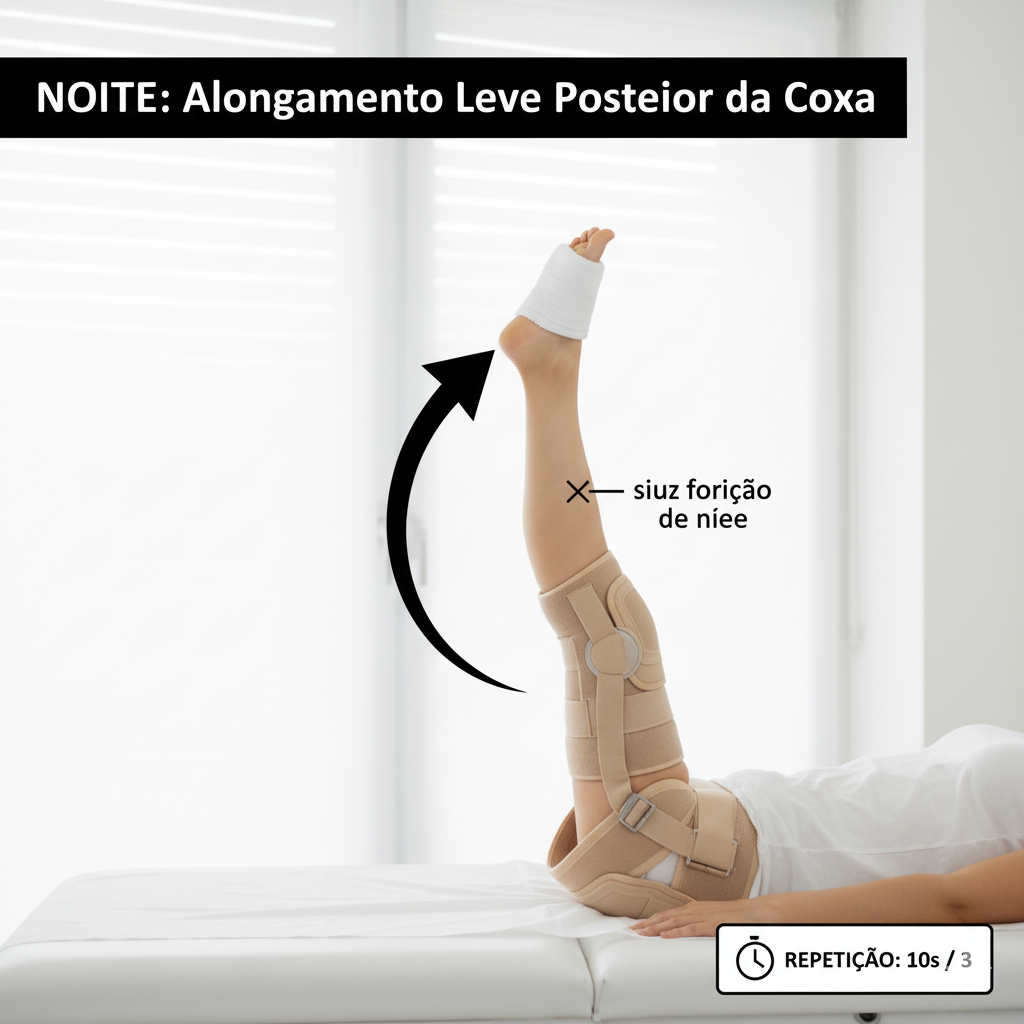 NOITE: Alongamento Leve Posteior da Coxa
siuz forição
de níee
REPETIÇÃO: 10s / 3